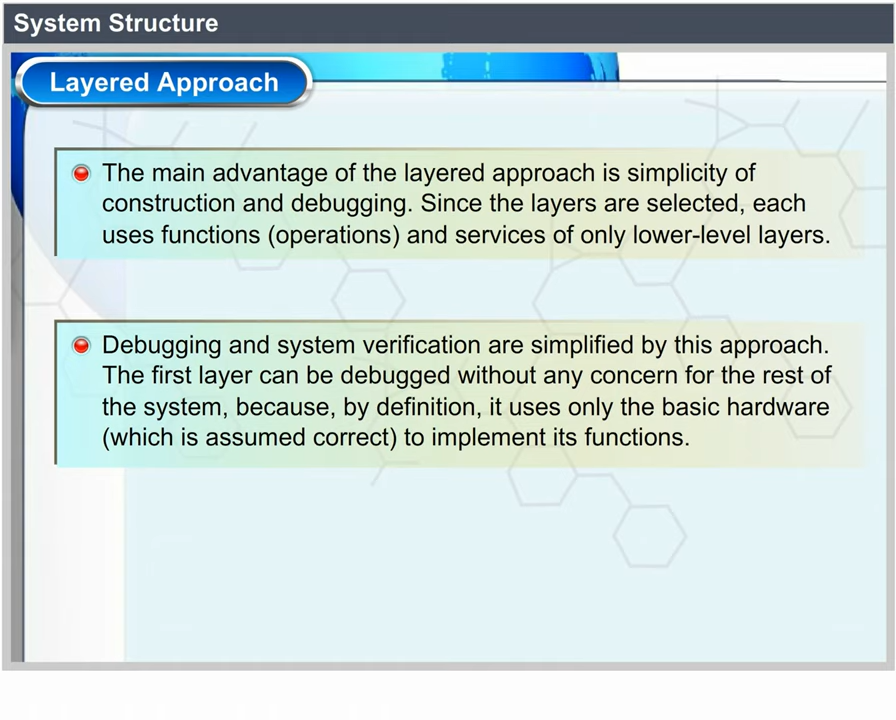 System Structure
Layered Approach
The main advantage of the layered approach is simplicity of
construction and debugging. Since the layers are selected, each
uses functions (operations) and services of only lower-level layers.
Debugging and system verification are simplified by this approach.
The first layer can be debugged without any concern for the rest of
the system, because, by definition, it uses only the basic hardware
(which is assumed correct) to implement its functions.